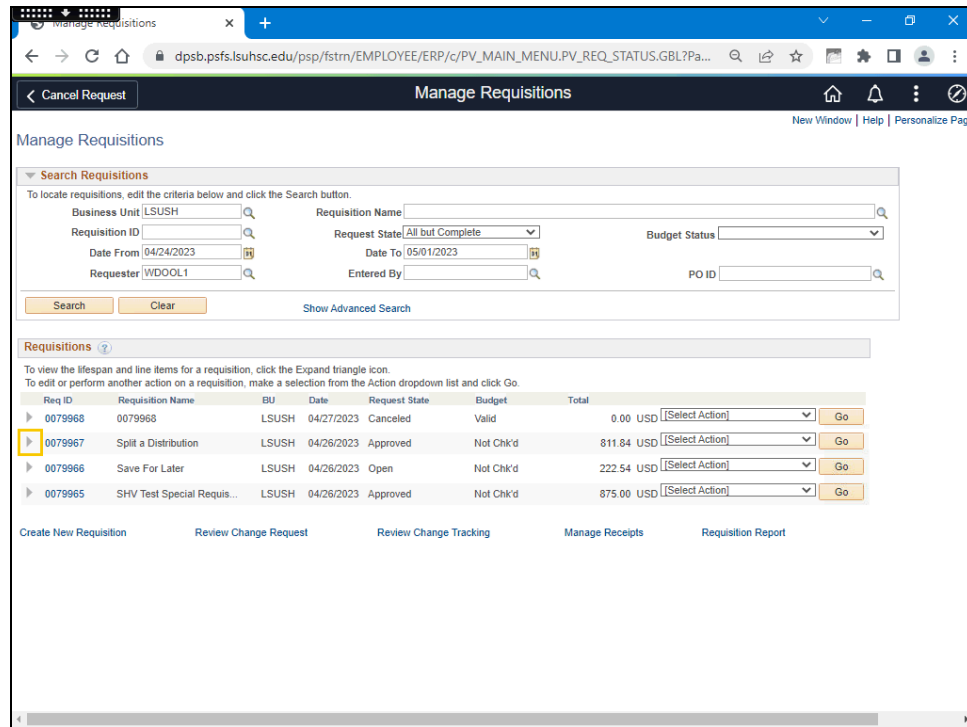 Manage Requisitions
dpsb.psfs.lsuhsc.edu/psp/fstrn/EMPLOYEE/ERP/c/PV_MAIN_MENU.PV_REQ_STATUS.GBL?Pa...
Cancel Request Manage Requisitions
New Window | Help | Personalize Pag
Manage Requisitions
Search Requisitions
To locate requisitions, edit the criteria below and click the Search button.
Business Unit LSUSH Requisition Name
Requisition ID Request State All but Complete Budget Status
Date From 04/24/2023 Date To 05/01/2023
Requester WDOOL1 Entered By PO ID
Search Clear Show Advanced Search
Requisitions ?
To view the lifespan and line items for a requisition, click the Expand triangle icon.
To edit or perform another action on a requisition, make a selection from the Action dropdown list and click Go.
Req ID Requisition Name BU Date Request State Budget Total
0079968 0079968 LSUSH 04/27/2023 Canceled Valid 0.00 USD [Select Action] Go
0079967 Split a Distribution LSUSH 04/26/2023 Approved Not Chk'd 811.84 USD [Select Action] Go
0079966 Save For Later LSUSH 04/26/2023 Open Not Chk'd 222.54 USD [Select Action] Go
0079965 SHV Test Special Requis... LSUSH 04/26/2023 Approved Not Chk'd 875.00 USD [Select Action] Go
Create New Requisition Review Change Request Review Change Tracking Manage Receipts Requisition Report